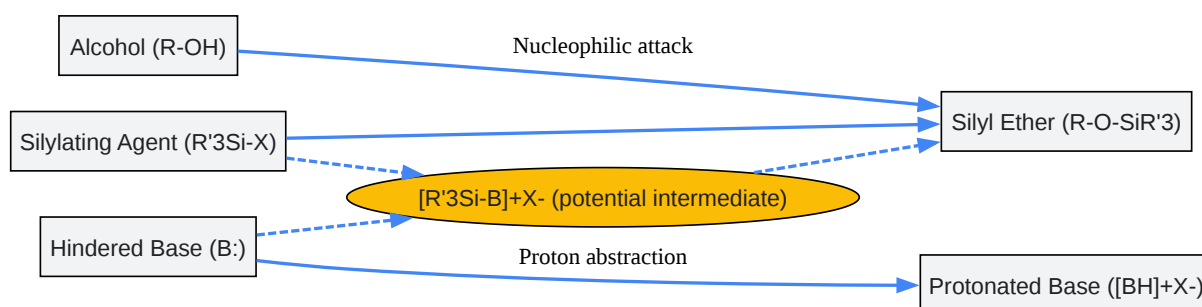 Alcohol (R-OH)
Nucleophilic attack
Silylating Agent (R'3Si-X)
Silyl Ether (R-O-SiR'3)
[R'3Si-B]+X- (potential intermediate)
Hindered Base (B:)
Proton abstraction
Protonated Base ([BH]+X-)